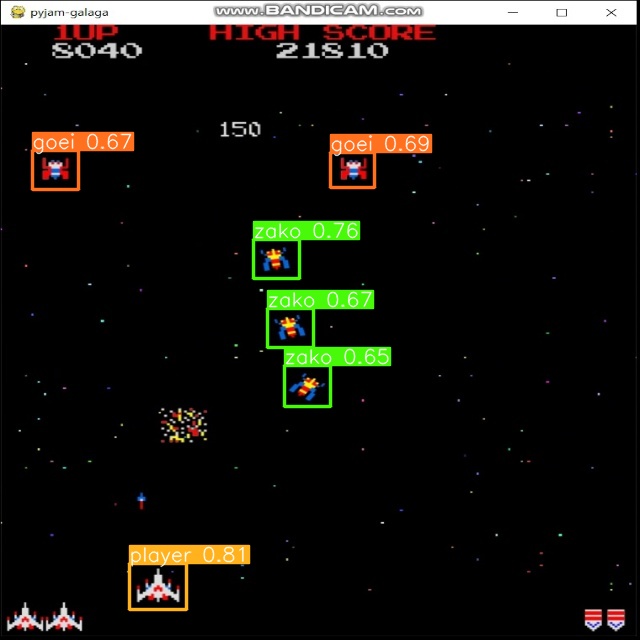 pyjam-galaga
www.BANDICAM.com
1UP HIGH SCORE
8040 21810
150
goei 0.67
goei 0.69
zako 0.76
zako 0.67
zako 0.65
player 0.81